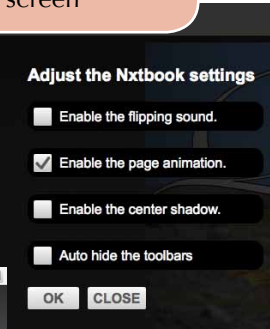 screen
Adjust the Nxtbook settings
Enable the flipping sound.
Enable the page animation.
Enable the center shadow.
Auto hide the toolbars
OK CLOSE